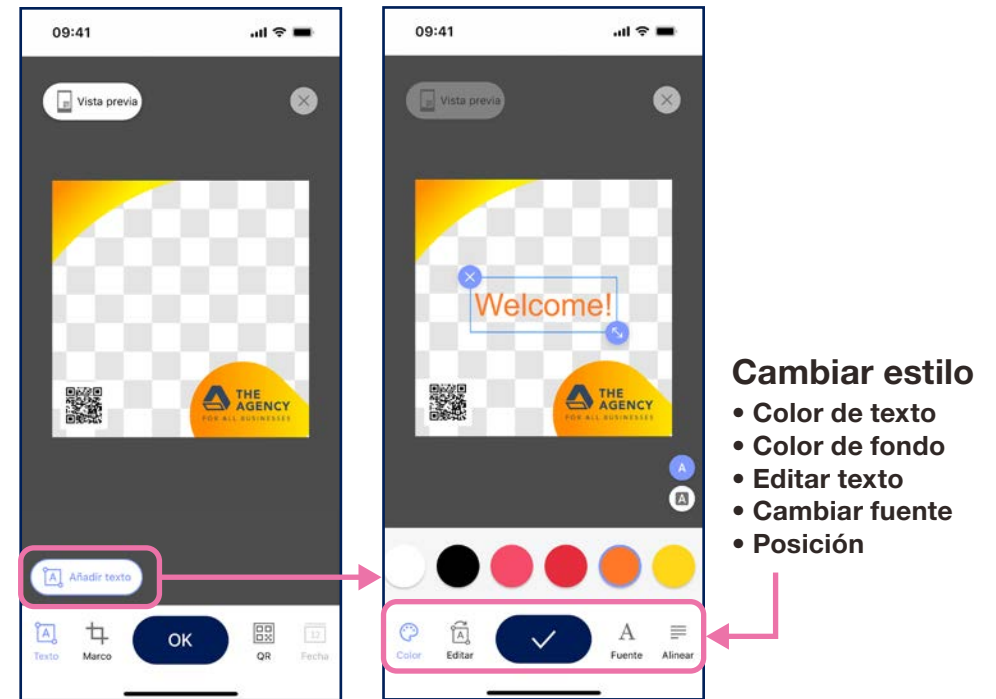 09:41
Vista previa
THE
AGENCY
FOR ALL BUSINESSES
Añadir texto
Texto
Marco
OK
QR
12
Fecha
09:41
Vista previa
Welcome!
THE
AGENCY
FOR ALL BUSINESSES
A
A
Color
A
Editar
A
Fuente
Alinear
Cambiar estilo
• Color de texto
• Color de fondo
• Editar texto
• Cambiar fuente
• Posición